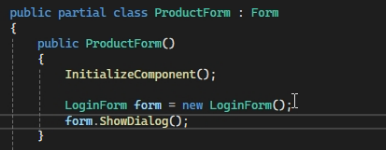 public partial class ProductForm : Form
{
public ProductForm()
{
InitializeComponent();
LoginForm form = new LoginForm();
form.ShowDialog();
}